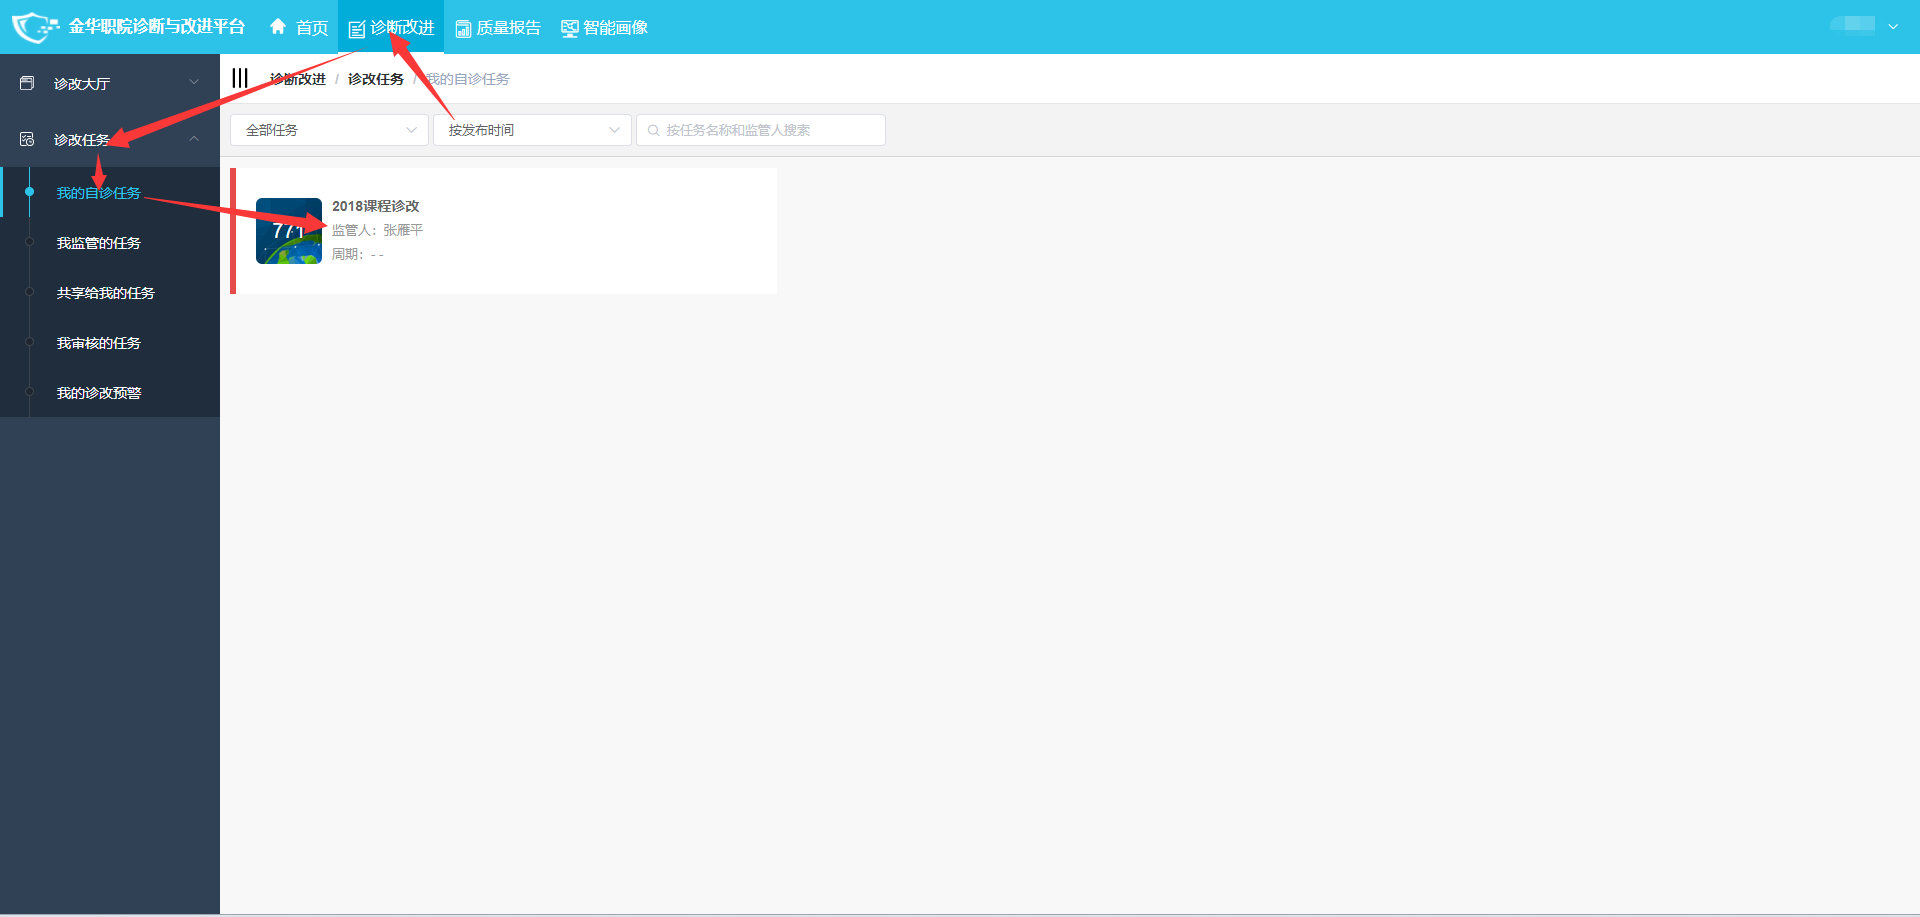 金华职院诊断与改进平台 首页 诊断改进 质量报告 智能画像
诊改大厅
诊改任务
我的自诊任务
我监管的任务
共享给我的任务
我审核的任务
我的诊改预警
诊断改进 / 诊改任务 / 我的自诊任务
全部任务 按发布时间 按任务名称和监管人搜索
771
2018课程诊改
监管人：张雁平
周期：- -